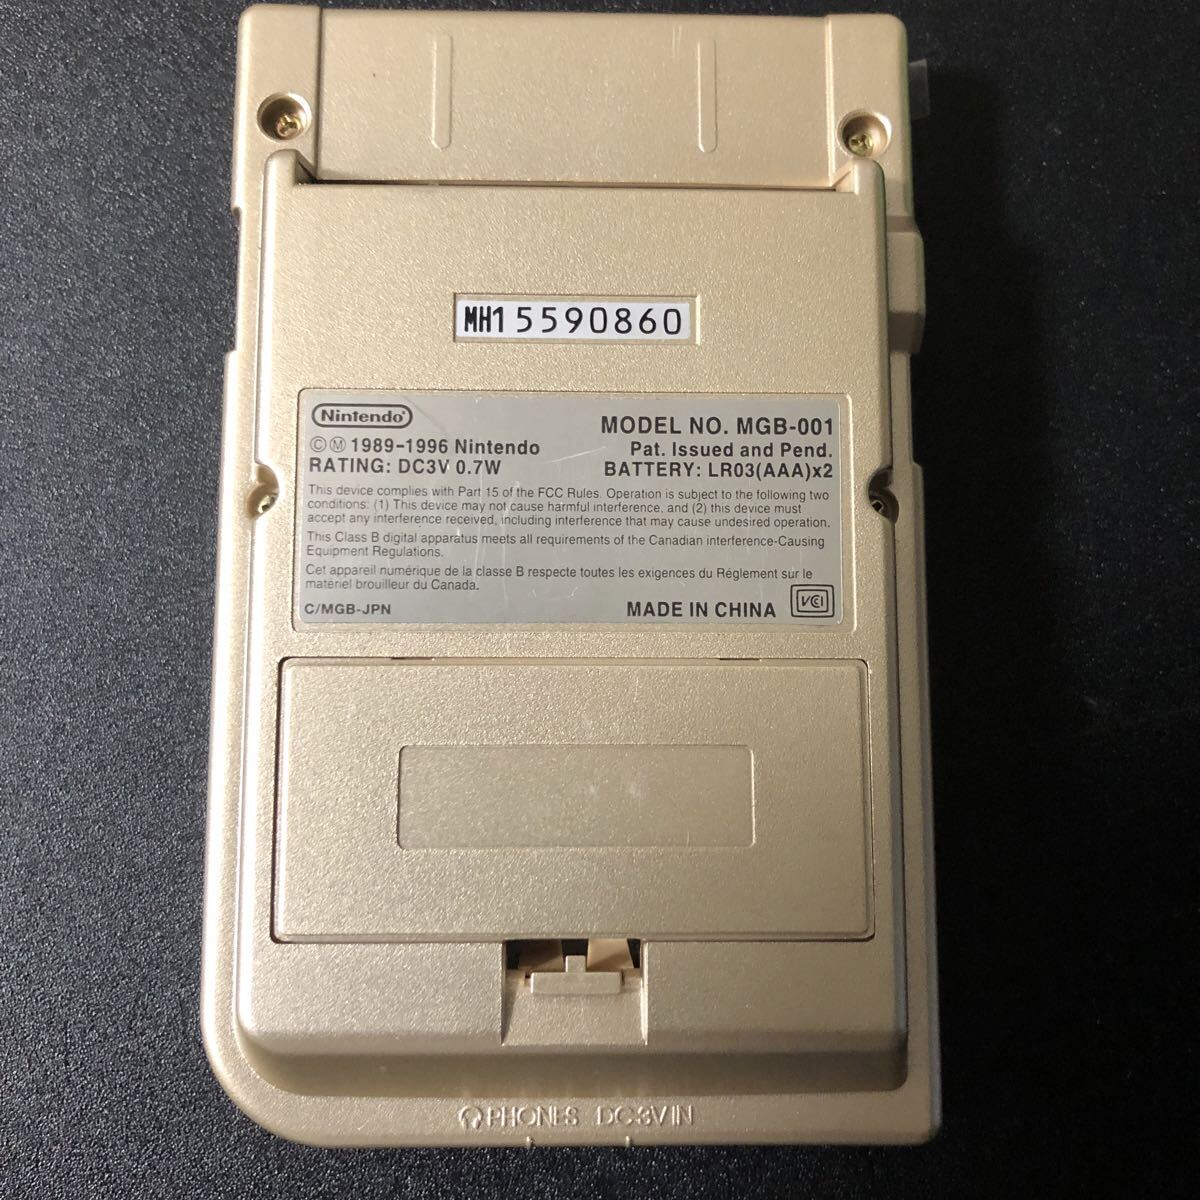 MH15590860
Nintendo®
©Ⓜ 1989-1996 Nintendo
RATING: DC3V 0.7W
MODEL NO. MGB-001
Pat. Issued and Pend.
BATTERY: LR03(AAA)x2
This device complies with Part 15 of the FCC Rules. Operation is subject to the following two
conditions: (1) This device may not cause harmful interference, and (2) this device must
accept any interference received, including interference that may cause undesired operation.
This Class B digital apparatus meets all requirements of the Canadian interference-Causing
Equipment Regulations.
Cet appareil numérique de la classe B respecte toutes les exigences du Réglement sur le
matériel brouilleur du Canada.
C/MGB-JPN
MADE IN CHINA
VCI
PHONES DC3V IN